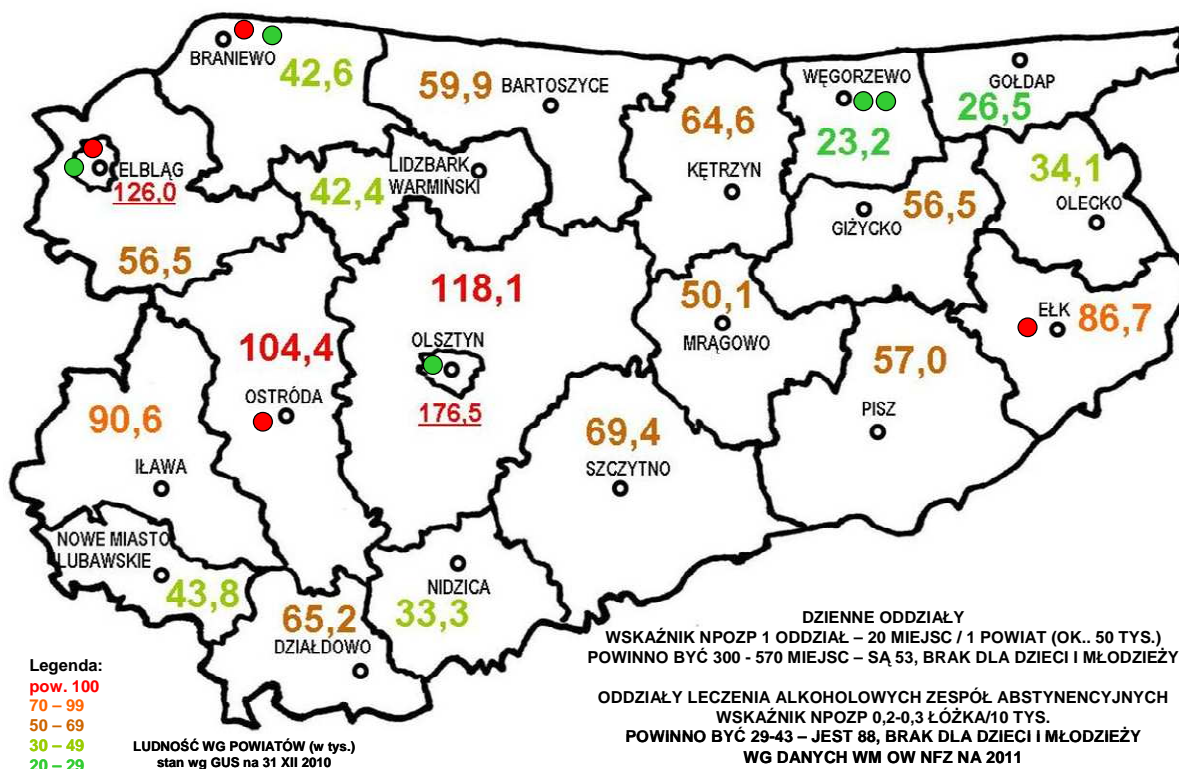 BRANIEWO
42,6
59,9
BARTOSZYCE
64,6
KĘTRZYN
WĘGORZEWO
23,2
GOŁDAP
26,5
34,1
OLECKO
ELBLĄG
126,0
56,5
LIDZBARK
WARMIŃSKI
42,4
56,5
GIŻYCKO
118,1
OLSZTYN
176,5
50,1
MRĄGOWO
EŁK
86,7
104,4
OSTRÓDA
57,0
PISZ
90,6
IŁAWA
69,4
SZCZYTNO
NOWE MIASTO
LUBAWSKIE
43,8
65,2
DZIAŁDOWO
NIDZICA
33,3
DZIENNE ODDZIAŁY
WSKAŹNIK NPOZP 1 ODDZIAŁ – 20 MIEJSC / 1 POWIAT (OK.. 50 TYS.)
POWINNO BYĆ 300 - 570 MIEJSC – SĄ 53, BRAK DLA DZIECI I MŁODZIEŻY
ODDZIAŁY LECZENIA ALKOHOLOWYCH ZESPÓŁ ABSTYNENCYJNYCH
WSKAŹNIK NPOZP 0,2-0,3 ŁÓŻKA/10 TYS.
POWINNO BYĆ 29-43 – JEST 88, BRAK DLA DZIECI I MŁODZIEŻY
WG DANYCH WM OW NFZ NA 2011
Legenda:
pow. 100
70 – 99
50 – 69
30 – 49
20 – 29
LUDNOŚĆ WG POWIATÓW (w tys.)
stan wg GUS na 31 XII 2010